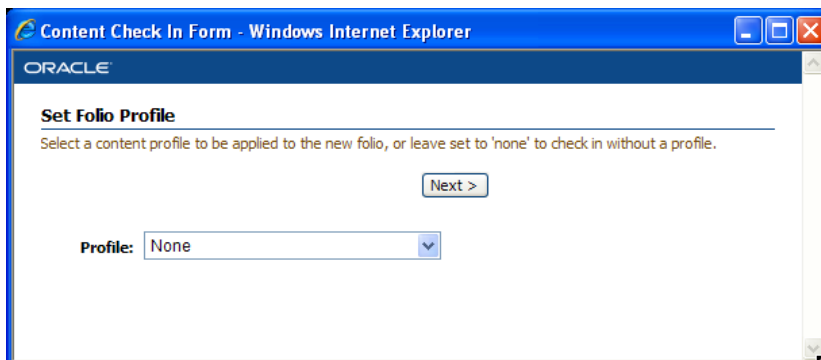 Content Check In Form - Windows Internet Explorer
ORACLE
Set Folio Profile
Select a content profile to be applied to the new folio, or leave set to 'none' to check in without a profile.
Next >
Profile: None